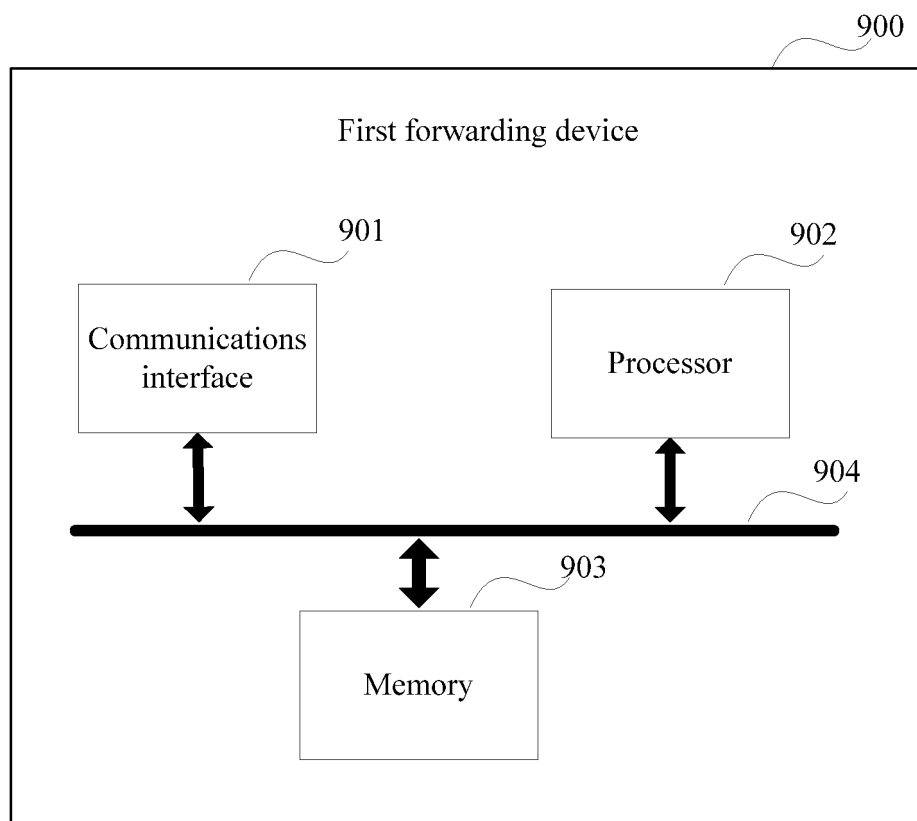 900
First forwarding device
901
902
Communications
interface
Processor
904
903
Memory